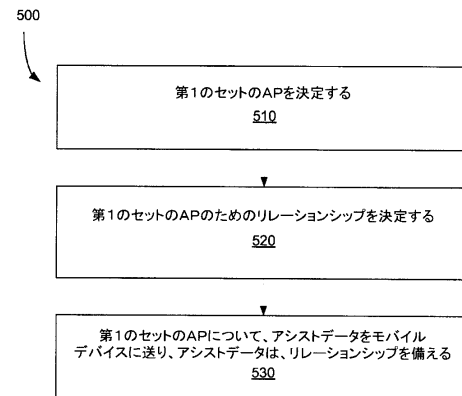 500
第1のセットのAPを決定する
510
第1のセットのAPのためのリレーションシップを決定する
520
第1のセットのAPについて、アシストデータをモバイル
デバイスに送り、アシストデータは、リレーションシップを備える
530